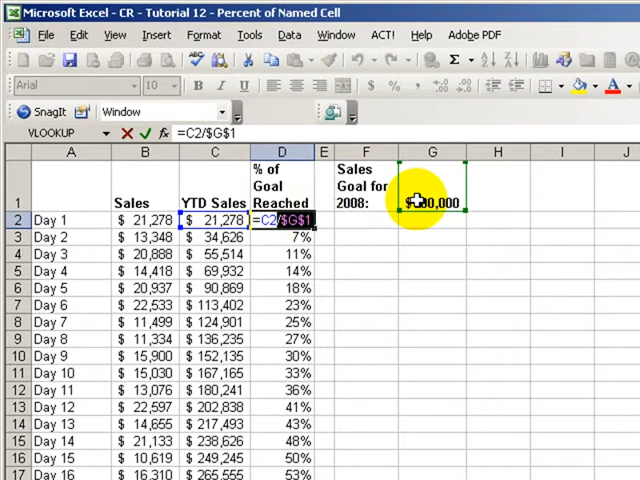 Microsoft Excel - CR - Tutorial 12 - Percent of Named Cell
File Edit View Insert Format Tools Data Window ACT! Help Adobe PDF
Arial 10 B I U $ %
SnagIt Window
VLOOKUP fx =C2/$G$1
A B C D E F G H I J
1 Sales YTD Sales % of Goal Reached Sales Goal for 2008:
2 Day 1 $ 21,278 $ 21,278 =C2/$G$1
3 Day 2 $ 13,348 $ 34,626 7%
4 Day 3 $ 20,888 $ 55,514 11%
5 Day 4 $ 14,418 $ 69,932 14%
6 Day 5 $ 20,937 $ 90,869 18%
7 Day 6 $ 22,533 $ 113,402 23%
8 Day 7 $ 11,499 $ 124,901 25%
9 Day 8 $ 11,334 $ 136,235 27%
10 Day 9 $ 15,900 $ 152,135 30%
11 Day 10 $ 15,030 $ 167,165 33%
12 Day 11 $ 13,076 $ 180,241 36%
13 Day 12 $ 22,597 $ 202,838 41%
14 Day 13 $ 14,655 $ 217,493 43%
15 Day 14 $ 21,133 $ 238,626 48%
16 Day 15 $ 10,619 $ 249,245 50%
17 Day 16 $ 16,310 $ 265,555 53%